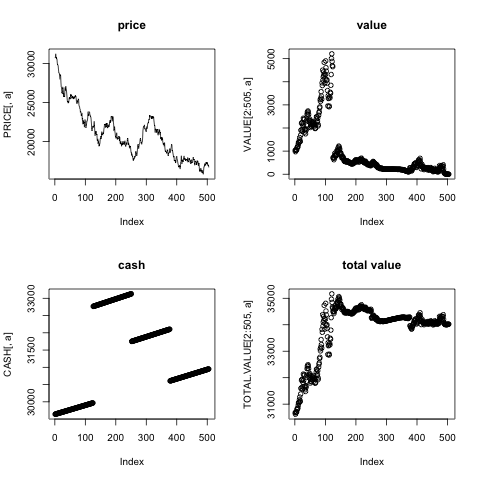 price
PRICE[, a]
20000 25000 30000
0 100 200 300 400 500
Index
value
VALUE[2:505, a]
0 1000 3000 5000
0 100 200 300 400 500
Index
cash
CASH[, a]
30000 31500 33000
0 100 200 300 400 500
Index
total value
TOTAL.VALUE[2:505, a]
31000 33000 35000
0 100 200 300 400 500
Index